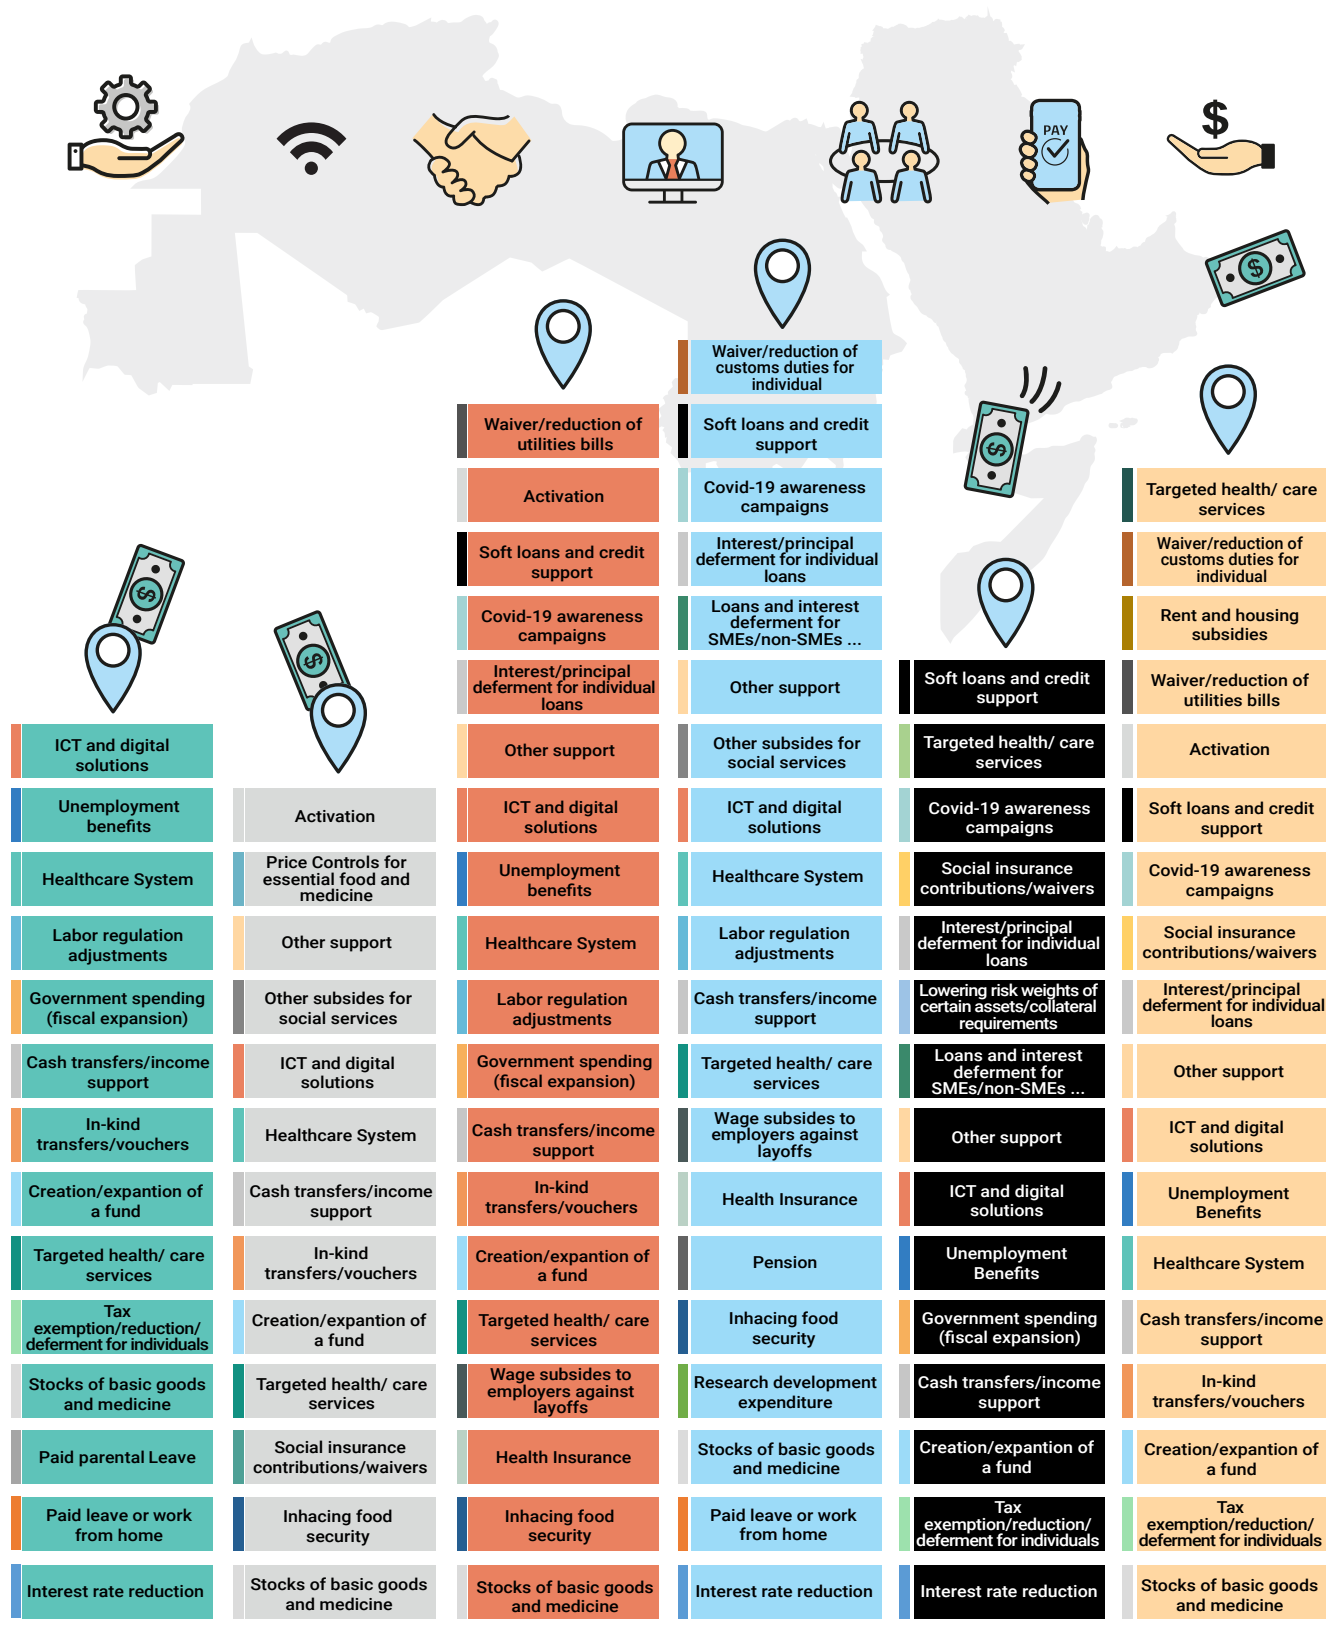 PAY
$
$
$
$
$
$
ICT and digital
solutions
Unemployment
benefits
Healthcare System
Labor regulation
adjustments
Government spending
(fiscal expansion)
Cash transfers/income
support
In-kind
transfers/vouchers
Creation/expantion of
a fund
Targeted health/ care
services
Tax
exemption/reduction/
deferment for individuals
Stocks of basic goods
and medicine
Paid parental Leave
Paid leave or work
from home
Interest rate reduction
Activation
Price Controls for
essential food and
medicine
Other support
Other subsides for
social services
ICT and digital
solutions
Healthcare System
Cash transfers/income
support
In-kind
transfers/vouchers
Creation/expantion of
a fund
Targeted health/ care
services
Social insurance
contributions/waivers
Inhacing food
security
Stocks of basic goods
and medicine
Waiver/reduction of
utilities bills
Activation
Soft loans and credit
support
Covid-19 awareness
campaigns
Interest/principal
deferment for individual
loans
Other support
ICT and digital
solutions
Unemployment
benefits
Healthcare System
Labor regulation
adjustments
Government spending
(fiscal expansion)
Cash transfers/income
support
In-kind
transfers/vouchers
Creation/expantion of
a fund
Targeted health/ care
services
Wage subsides to
employers against
layoffs
Health Insurance
Inhacing food
security
Stocks of basic goods
and medicine
Waiver/reduction of
customs duties for
individual
Soft loans and credit
support
Covid-19 awareness
campaigns
Interest/principal
deferment for individual
loans
Loans and interest
deferment for
SMEs/non-SMEs ...
Other support
Other subsides for
social services
ICT and digital
solutions
Healthcare System
Labor regulation
adjustments
Cash transfers/income
support
Targeted health/ care
services
Wage subsides to
employers against
layoffs
Health Insurance
Pension
Inhacing food
security
Research development
expenditure
Stocks of basic goods
and medicine
Paid leave or work
from home
Interest rate reduction
Soft loans and credit
support
Targeted health/ care
services
Covid-19 awareness
campaigns
Social insurance
contributions/waivers
Interest/principal
deferment for individual
loans
Lowering risk weights of
certain assets/collateral
requirements
Loans and interest
deferment for
SMEs/non-SMEs ...
Other support
ICT and digital
solutions
Unemployment
Benefits
Government spending
(fiscal expansion)
Cash transfers/income
support
Creation/expantion of
a fund
Tax
exemption/reduction/
deferment for individuals
Interest rate reduction
Targeted health/ care
services
Waiver/reduction of
customs duties for
individual
Rent and housing
subsidies
Waiver/reduction of
utilities bills
Activation
Soft loans and credit
support
Covid-19 awareness
campaigns
Social insurance
contributions/waivers
Interest/principal
deferment for individual
loans
Other support
ICT and digital
solutions
Unemployment
Benefits
Healthcare System
Cash transfers/income
support
In-kind
transfers/vouchers
Creation/expantion of
a fund
Tax
exemption/reduction/
deferment for individuals
Stocks of basic goods
and medicine